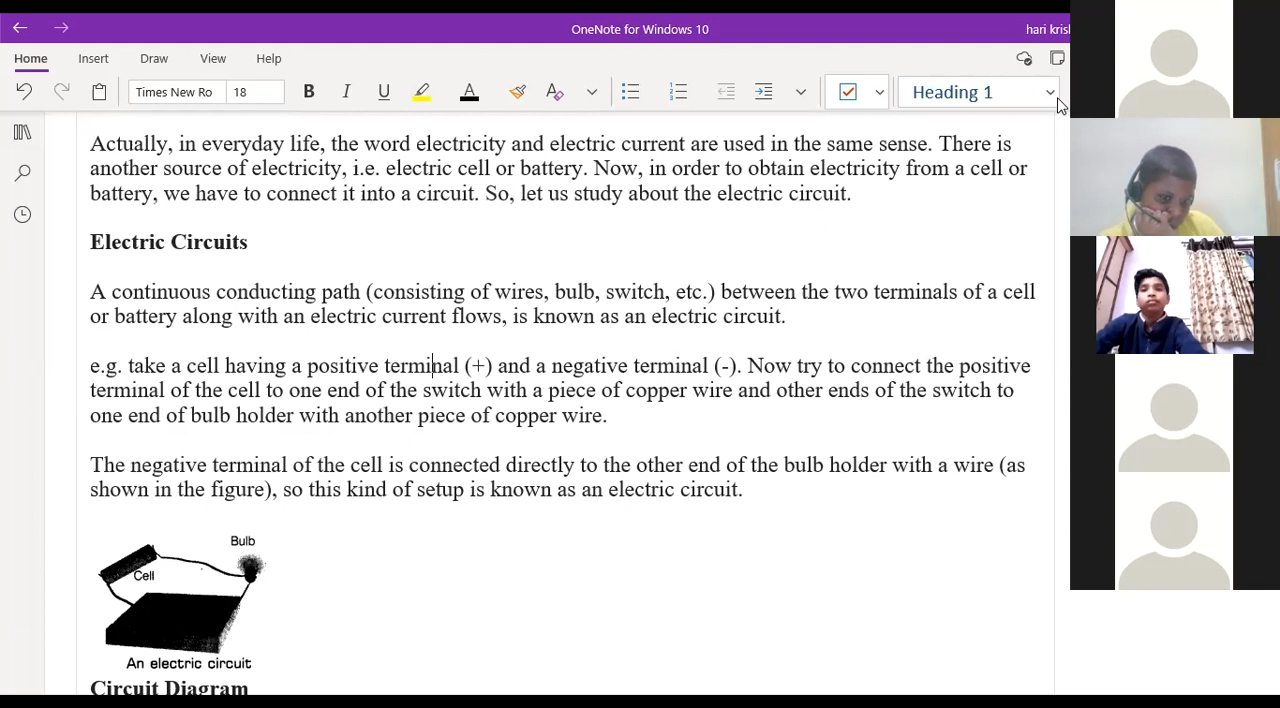 OneNote for Windows 10
hari krisl
Home Insert Draw View Help
Times New Ro 18 B I U A Heading 1
Actually, in everyday life, the word electricity and electric current are used in the same sense. There is
another source of electricity, i.e. electric cell or battery. Now, in order to obtain electricity from a cell or
battery, we have to connect it into a circuit. So, let us study about the electric circuit.
Electric Circuits
A continuous conducting path (consisting of wires, bulb, switch, etc.) between the two terminals of a cell
or battery along with an electric current flows, is known as an electric circuit.
e.g. take a cell having a positive terminal (+) and a negative terminal (-). Now try to connect the positive
terminal of the cell to one end of the switch with a piece of copper wire and other ends of the switch to
one end of bulb holder with another piece of copper wire.
The negative terminal of the cell is connected directly to the other end of the bulb holder with a wire (as
shown in the figure), so this kind of setup is known as an electric circuit.
Bulb
Cell
An electric circuit
Circuit Diagram